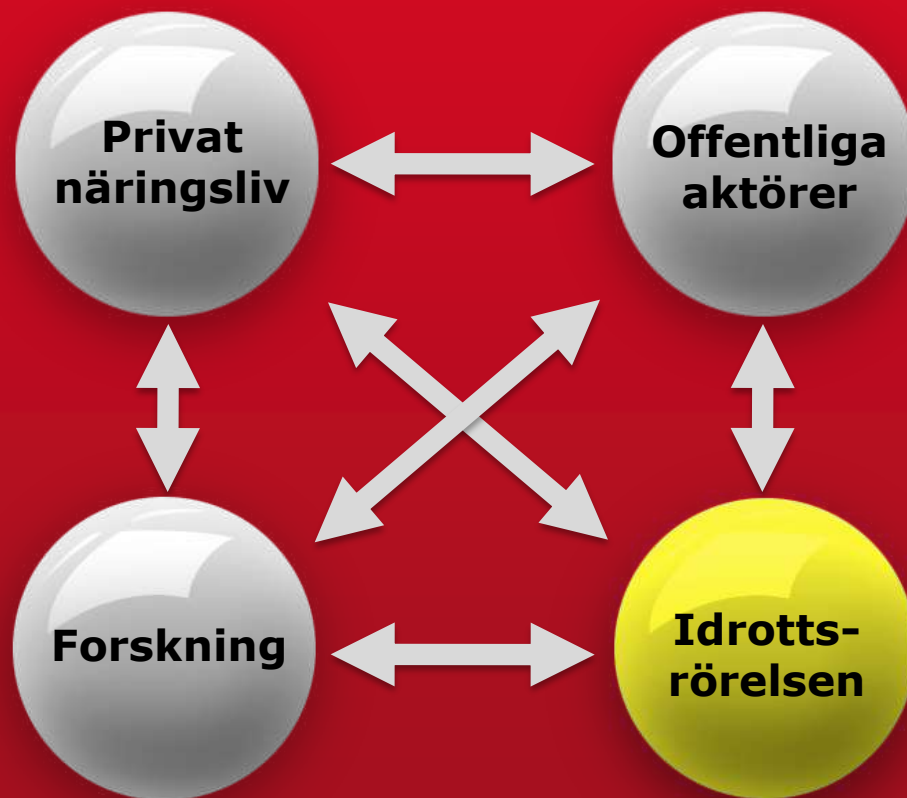 Privat
näringsliv
Offentliga
aktörer
Forskning
Idrotts-
rörelsen